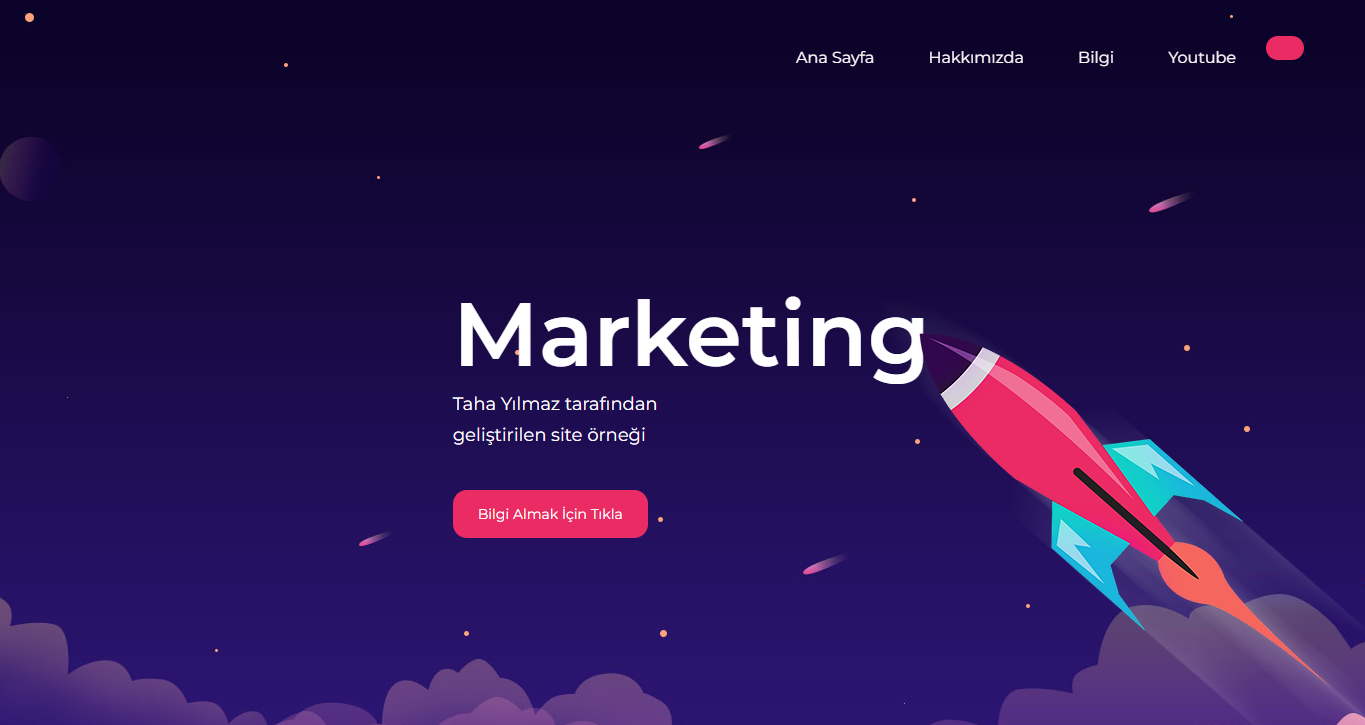 Ana Sayfa Hakkımızda Bilgi Youtube
Marketing
Taha Yılmaz tarafından
geliştirilen site örneği
Bilgi Almak İçin Tıkla